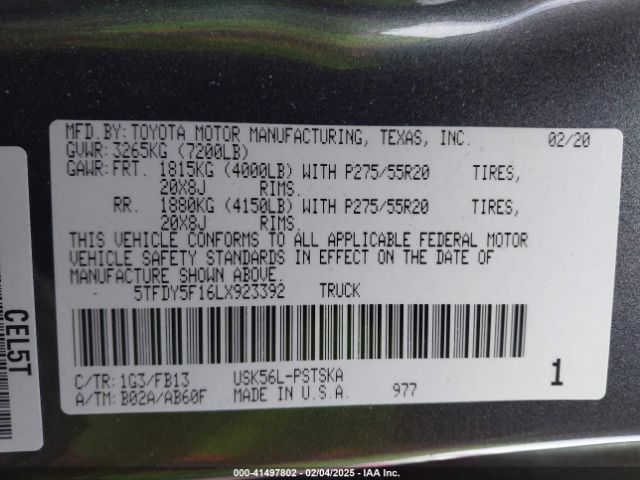 MFD.BY:TOYOTA MOTOR MANUFACTURING, TEXAS, INC. 02/20
GVWR:3265KG (7200LB)
GAWR:FRT. 1815KG (4000LB) WITH P275/55R20 TIRES,
20X8J RIMS.
RR. 1880KG (4150LB) WITH P275/55R20 TIRES,
20X8J RIMS.
THIS VEHICLE CONFORMS TO ALL APPLICABLE FEDERAL MOTOR
VEHICLE SAFETY STANDARDS IN EFFECT ON THE DATE OF
MANUFACTURE SHOWN ABOVE.
5TFDY5F16LX923392 TRUCK
C/TR:1G3/FB13 USK56L-PSTSKA
A/TM:B02A/AB60F MADE IN U.S.A. 977 1
CEL5T
000-41497802 - 02/04/2025 - IAA Inc.